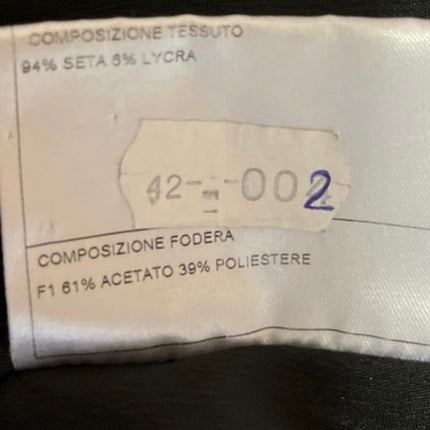 COMPOSIZIONE TESSUTO
94% SETA 6% LYCRA
42---002
COMPOSIZIONE FODERA
F1 61% ACETATO 39% POLIESTERE